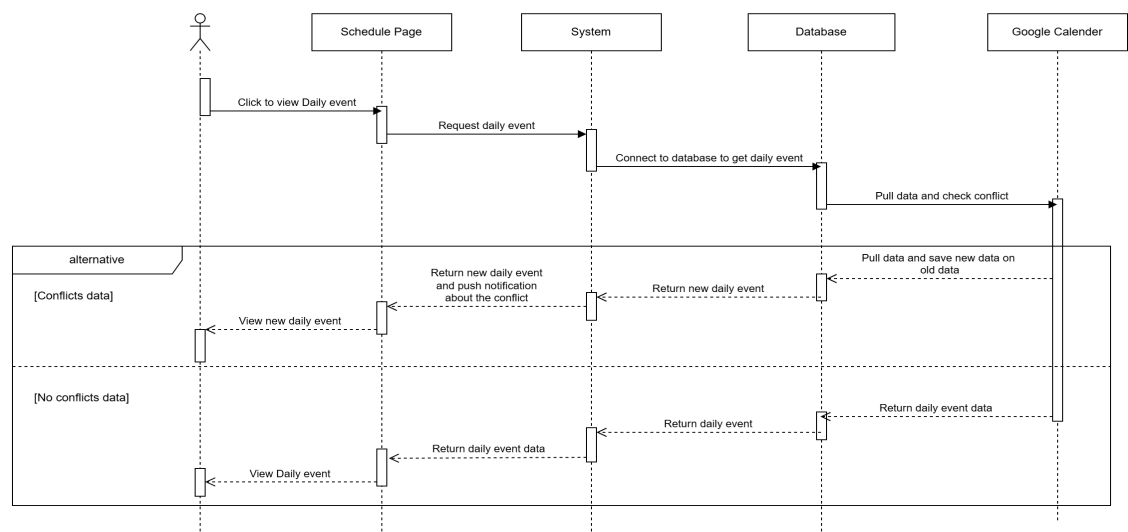 Schedule Page
System
Database
Google Calender
Click to view Daily event
Request daily event
Connect to database to get daily event
Pull data and check conflict
alternative
[Conflicts data]
Pull data and save new data on
old data
Return new daily event
Return new daily event
and push notification
about the conflict
View new daily event
[No conflicts data]
Return daily event data
Return daily event
Return daily event data
View Daily event